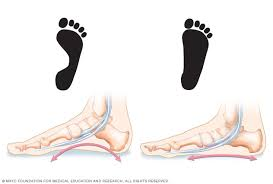 © MAYO FOUNDATION FOR MEDICAL EDUCATION AND RESEARCH. ALL RIGHTS RESERVED.